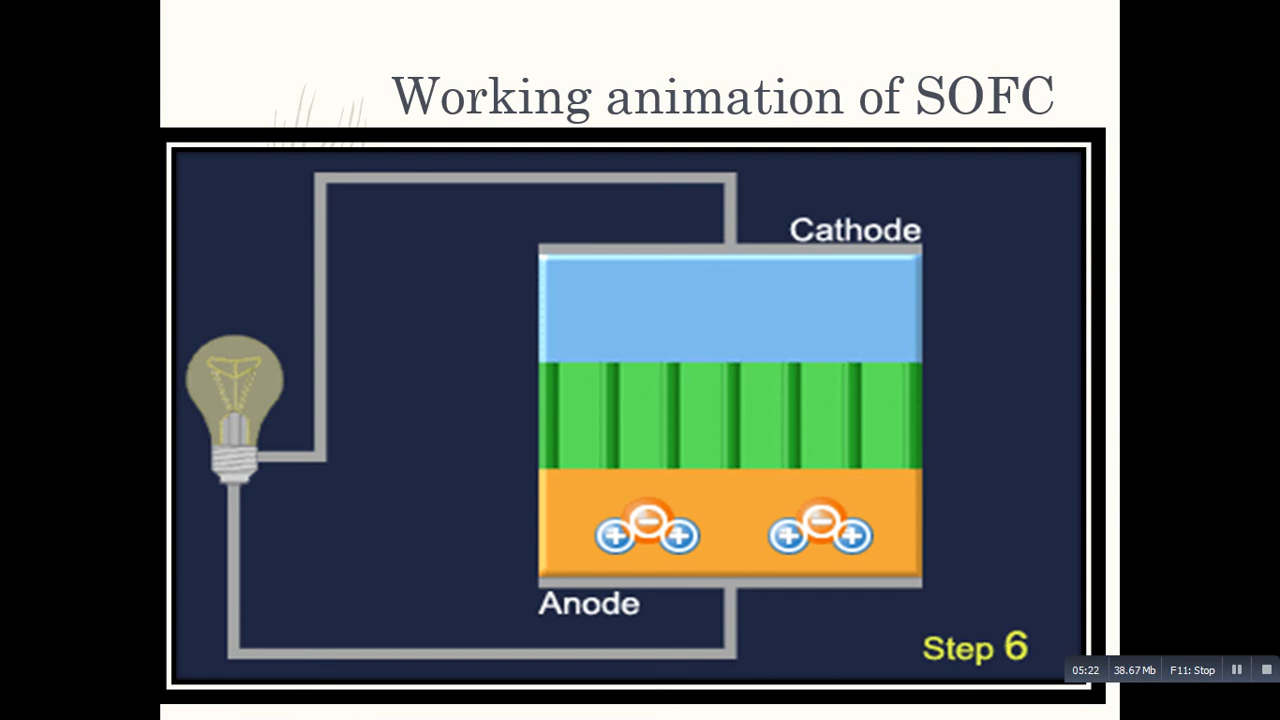 Working animation of SOFC
Cathode
Anode
Step 6
05:22 38.67 Mb F11: Stop